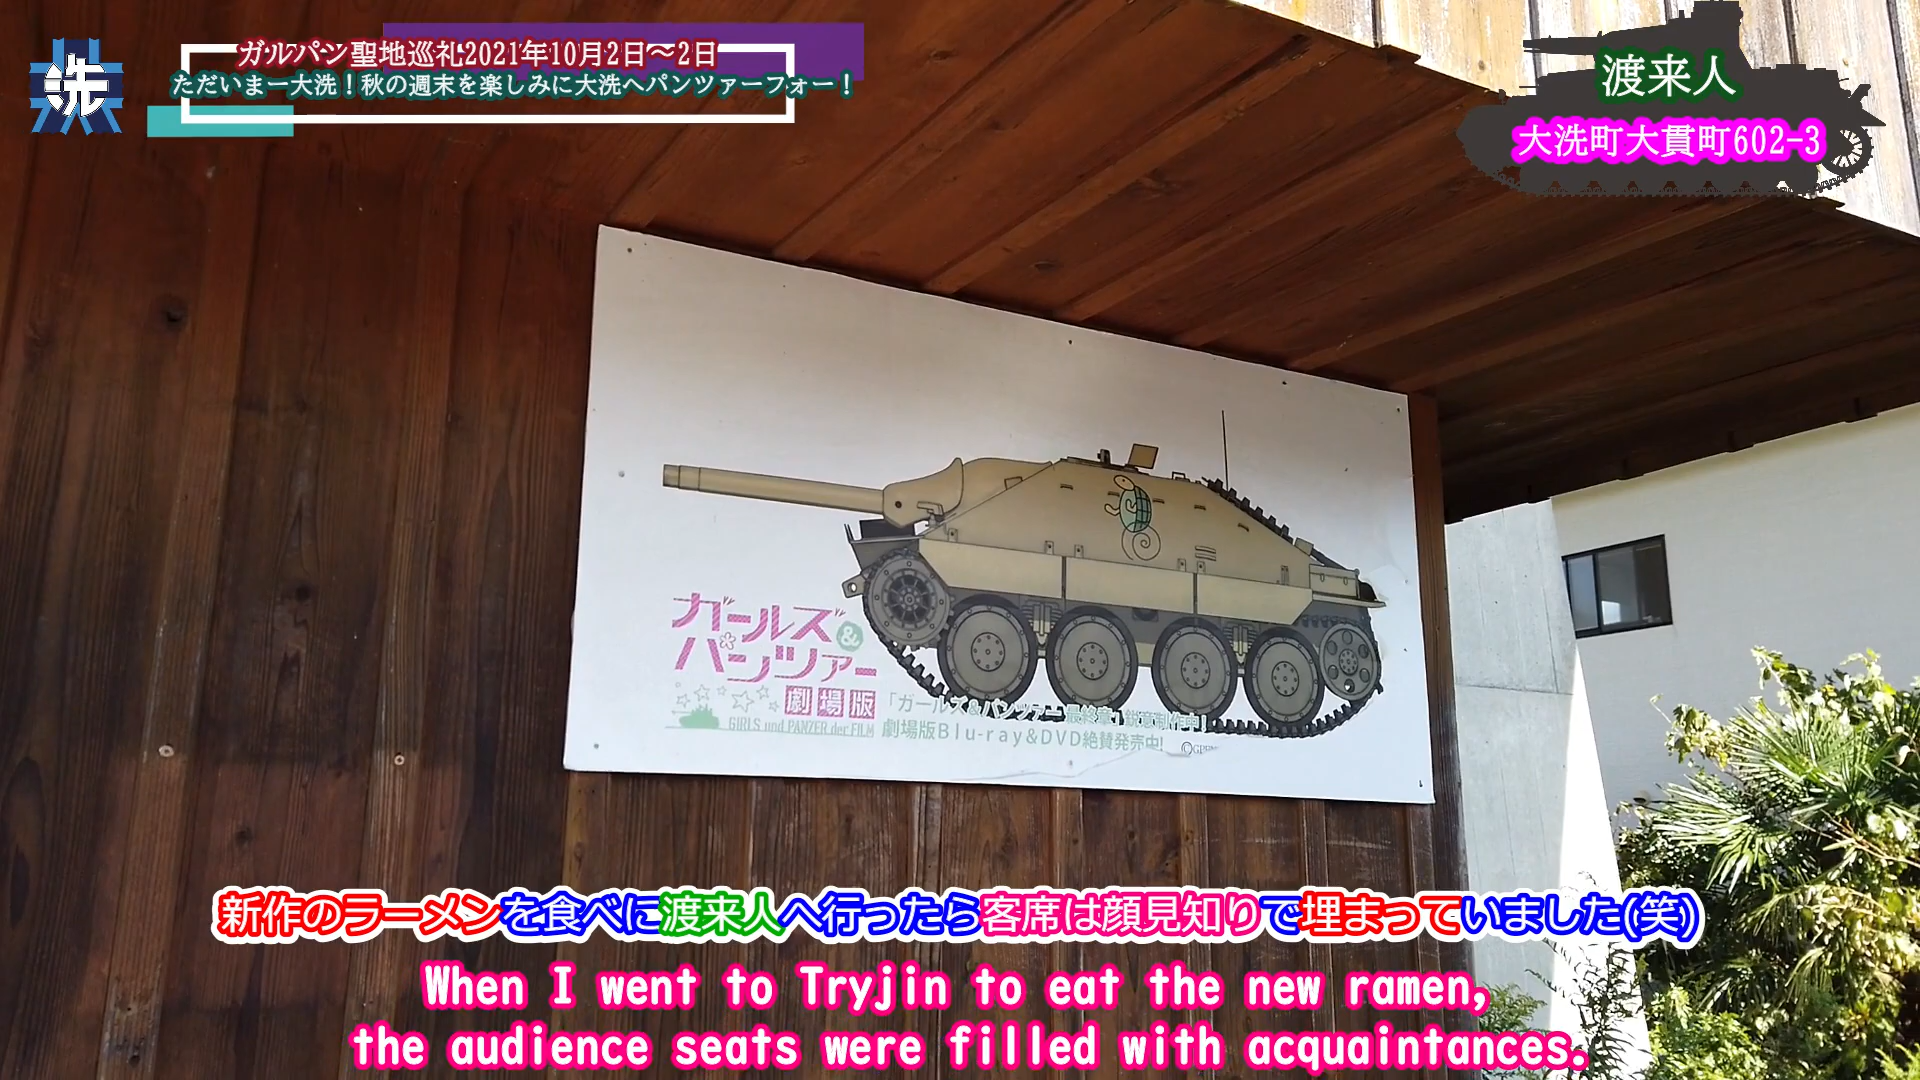 洗
ガルパン聖地巡礼2021年10月2日〜2日
ただいまー大洗！秋の週末を楽しみに大洗へパンツァーフォー！
渡来人
大洗町大貫町602-3
ガールズ
&
パンツァー
劇場版
GIRLS und PANZER der FILM
「ガールズ&パンツァー 最終章」鋭意制作中!
劇場版Blu-ray&DVD絶賛発売中!
新作のラーメンを食べに渡来人へ行ったら客席は顔見知りで埋まっていました(笑)
When I went to Tryjin to eat the new ramen,
the audience seats were filled with acquaintances.